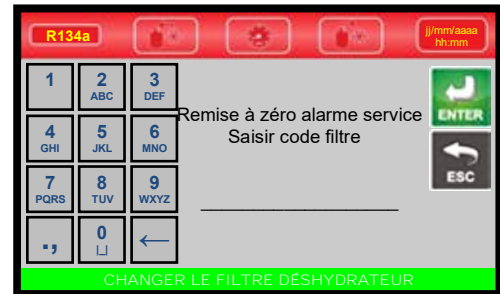 R134a
jj/mm/aaaa
hh:mm
1
2
ABC
3
DEF
4
GHI
5
JKL
6
MNO
7
PQRS
8
TUV
9
WXYZ
.,
0
Remise à zéro alarme service
Saisir code filtre
ENTER
ESC
CHANGER LE FILTRE DÉSHYDRATEUR